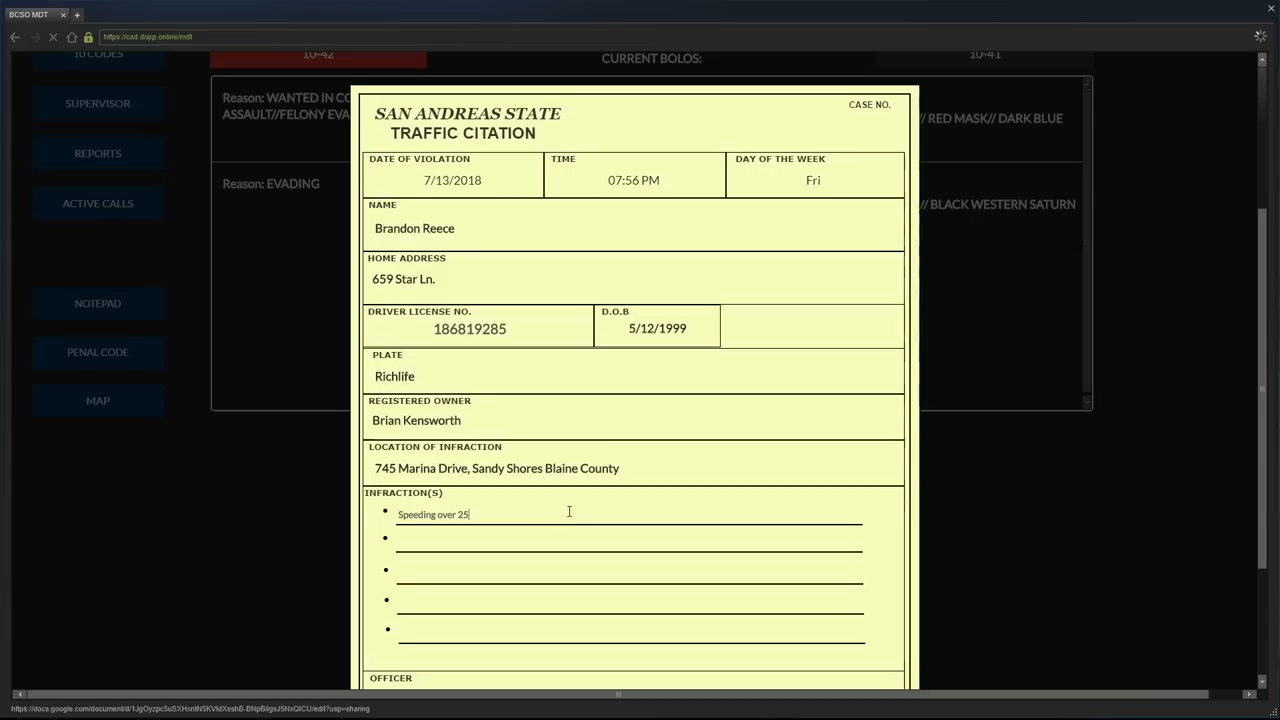 BCSO MDT
https://cad.dojrp.online/mdt
10 CODES
10-42
CURRENT BOLOS:
10-41
SUPERVISOR
REPORTS
ACTIVE CALLS
NOTEPAD
PENAL CODE
MAP
Reason: WANTED IN CO
ASSAULT//FELONY EVA
// RED MASK// DARK BLUE
Reason: EVADING
// BLACK WESTERN SATURN
SAN ANDREAS STATE
TRAFFIC CITATION
CASE NO.
DATE OF VIOLATION
TIME
DAY OF THE WEEK
7/13/2018
07:56 PM
Fri
NAME
Brandon Reece
HOME ADDRESS
659 Star Ln.
DRIVER LICENSE NO.
D.O.B
186819285
5/12/1999
PLATE
Richlife
REGISTERED OWNER
Brian Kensworth
LOCATION OF INFRACTION
745 Marina Drive, Sandy Shores Blaine County
INFRACTION(S)
Speeding over 25
OFFICER